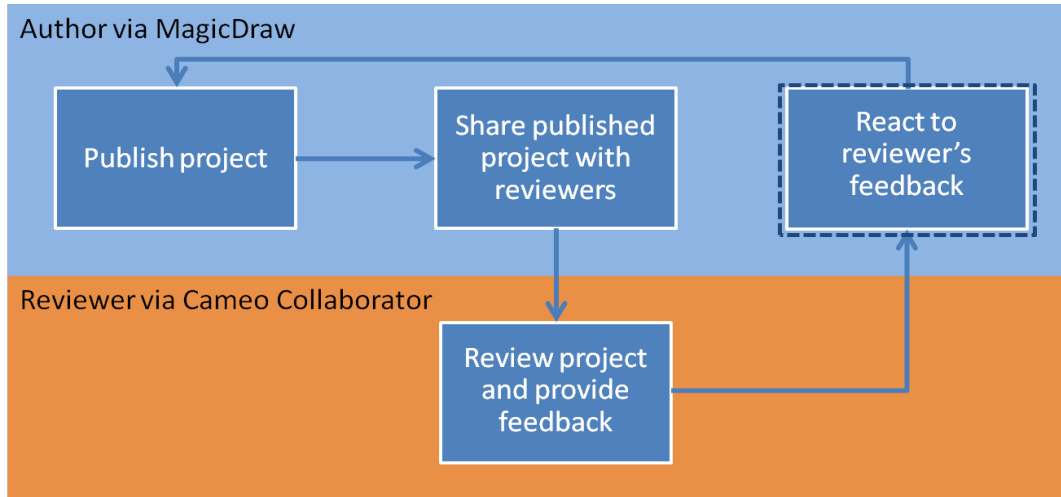 Author via MagicDraw
Publish project
Share published
project with
reviewers
React to
reviewer’s
feedback
Reviewer via Cameo Collaborator
Review project
and provide
feedback